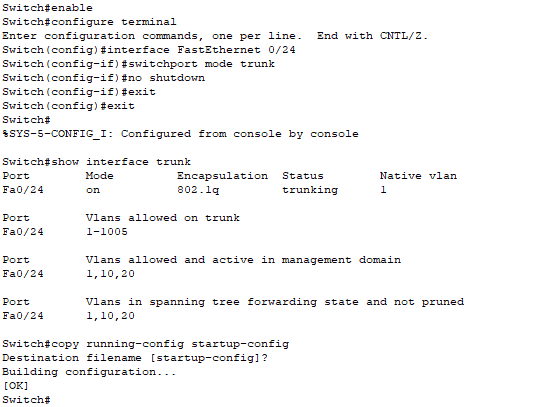 Switch#enable
Switch#configure terminal
Enter configuration commands, one per line.  End with CNTL/Z.
Switch(config)#interface FastEthernet 0/24
Switch(config-if)#switchport mode trunk
Switch(config-if)#no shutdown
Switch(config-if)#exit
Switch(config)#exit
Switch#
%SYS-5-CONFIG_I: Configured from console by console

Switch#show interface trunk
Port        Mode         Encapsulation  Status        Native vlan
Fa0/24      on           802.1q         trunking      1

Port        Vlans allowed on trunk
Fa0/24      1-1005

Port        Vlans allowed and active in management domain
Fa0/24      1,10,20

Port        Vlans in spanning tree forwarding state and not pruned
Fa0/24      1,10,20

Switch#copy running-config startup-config
Destination filename [startup-config]?
Building configuration...
[OK]
Switch#